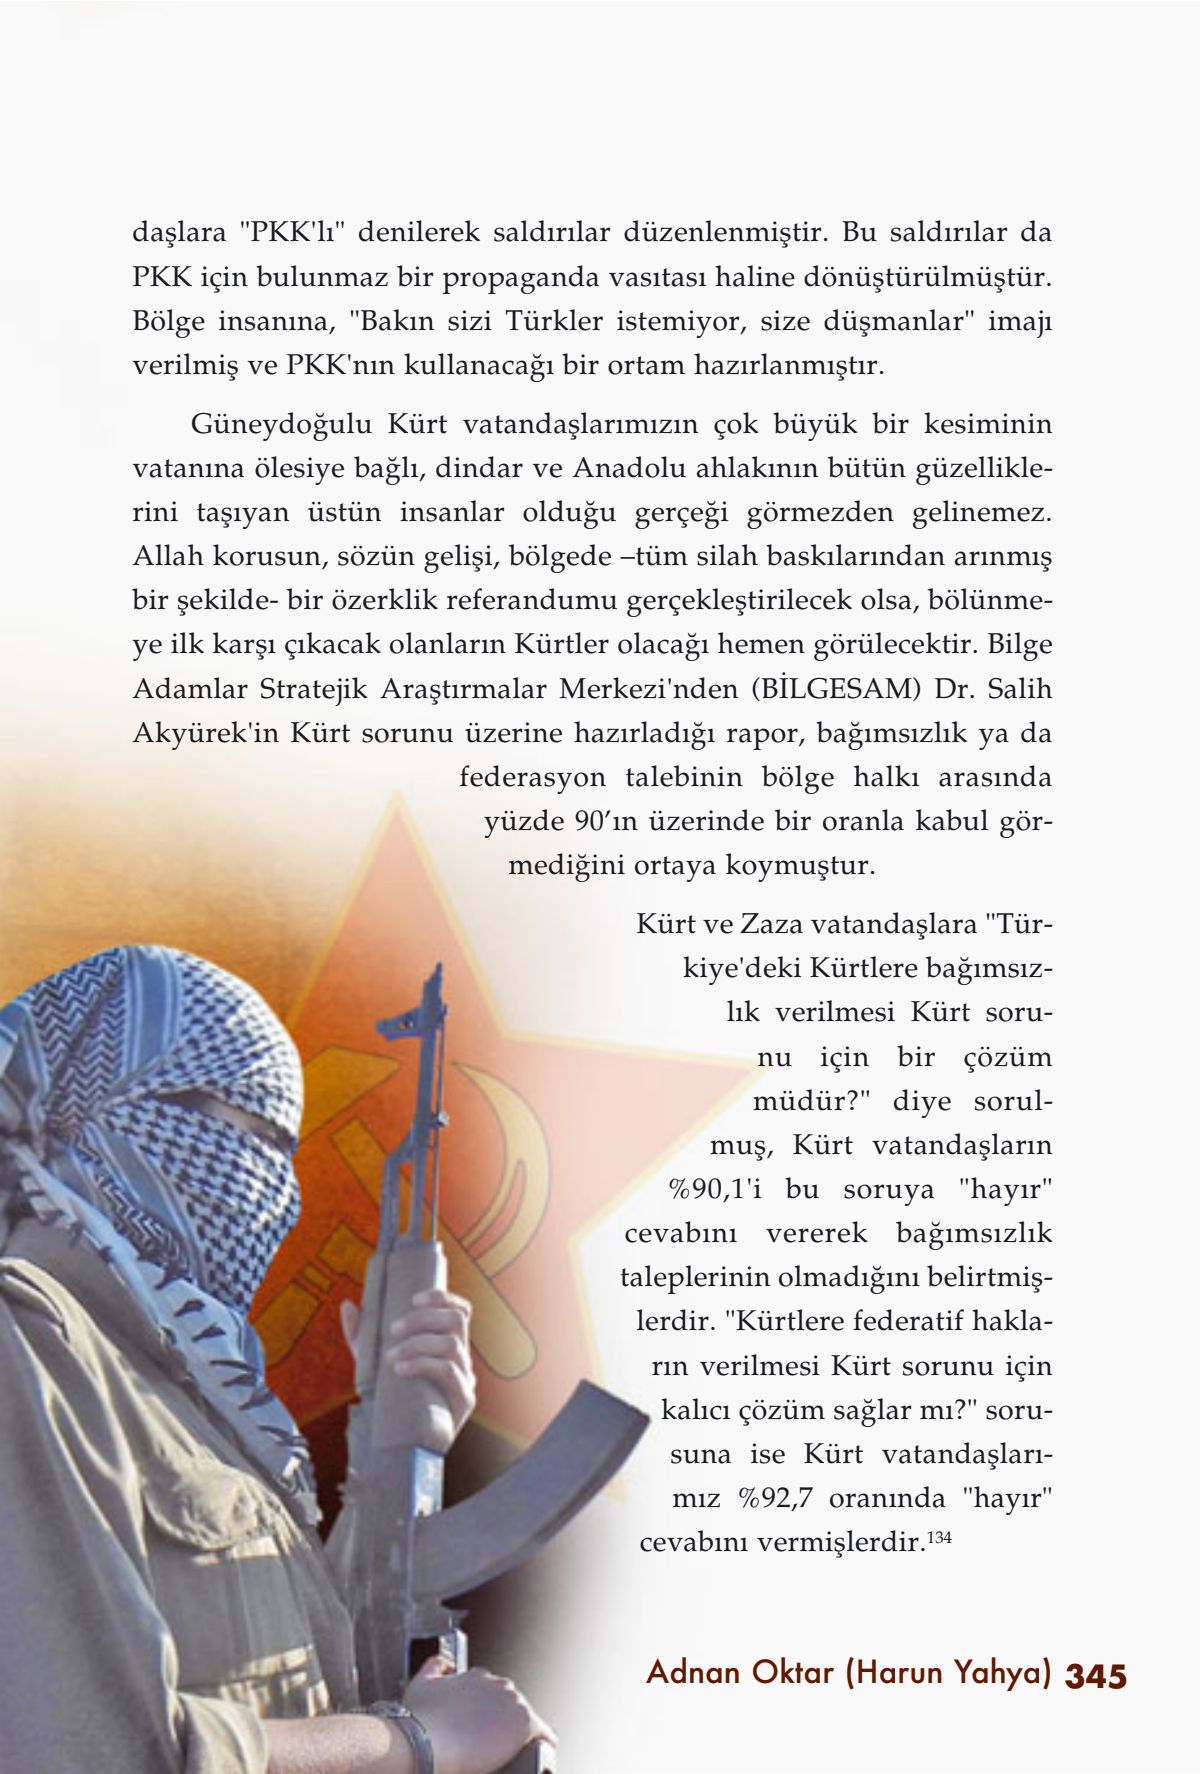 daşlara "PKK'lı" denilerek saldırılar düzenlenmiştir. Bu saldırılar da
PKK için bulunmaz bir propaganda vasıtası haline dönüştürülmüştür.
Bölge insanına, "Bakın sizi Türkler istemiyor, size düşmanlar" imajı
verilmiş ve PKK'nın kullanacağı bir ortam hazırlanmıştır.
Güneydoğulu Kürt vatandaşlarımızın çok büyük bir kesiminin
vatanına ölesiye bağlı, dindar ve Anadolu ahlakının bütün güzellikle-
rini taşıyan üstün insanlar olduğu gerçeği görmezden gelinemez.
Allah korusun, sözün gelişi, bölgede –tüm silah baskılarından arınmış
bir şekilde- bir özerklik referandumu gerçekleştirilecek olsa, bölünme-
ye ilk karşı çıkacak olanların Kürtler olacağı hemen görülecektir. Bilge
Adamlar Stratejik Araştırmalar Merkezi'nden (BİLGESAM) Dr. Salih
Akyürek'in Kürt sorunu üzerine hazırladığı rapor, bağımsızlık ya da
federasyon talebinin bölge halkı arasında
yüzde 90’ın üzerinde bir oranla kabul gör-
mediğini ortaya koymuştur.
Kürt ve Zaza vatandaşlara "Tür-
kiye'deki Kürtlere bağımsız-
lık verilmesi Kürt soru-
nu için bir çözüm
müdür?" diye sorul-
muş, Kürt vatandaşların
%90,1'i bu soruya "hayır"
cevabını vererek bağımsızlık
taleplerinin olmadığını belirtmiş-
lerdir. "Kürtlere federatif hakla-
rın verilmesi Kürt sorunu için
kalıcı çözüm sağlar mı?" soru-
suna ise Kürt vatandaşları-
mız %92,7 oranında "hayır"
cevabını vermişlerdir.134
Adnan Oktar (Harun Yahya) 345